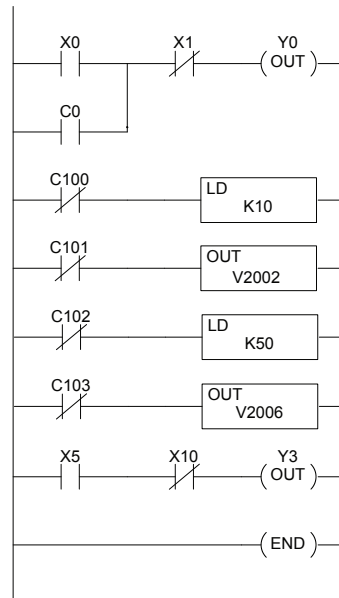 X0 X1 Y0
OUT
C0
C100
LD
K10
C101
OUT
V2002
C102
LD
K50
C103
OUT
V2006
X5 X10 Y3
OUT
END